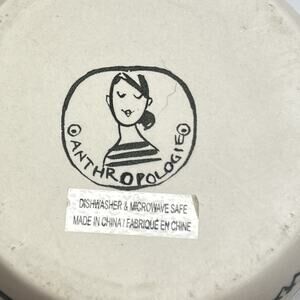 ANTHROPOLOGIE
DISHWASHER & MICROWAVE SAFE
MADE IN CHINA / FABRIQUÉ EN CHINE